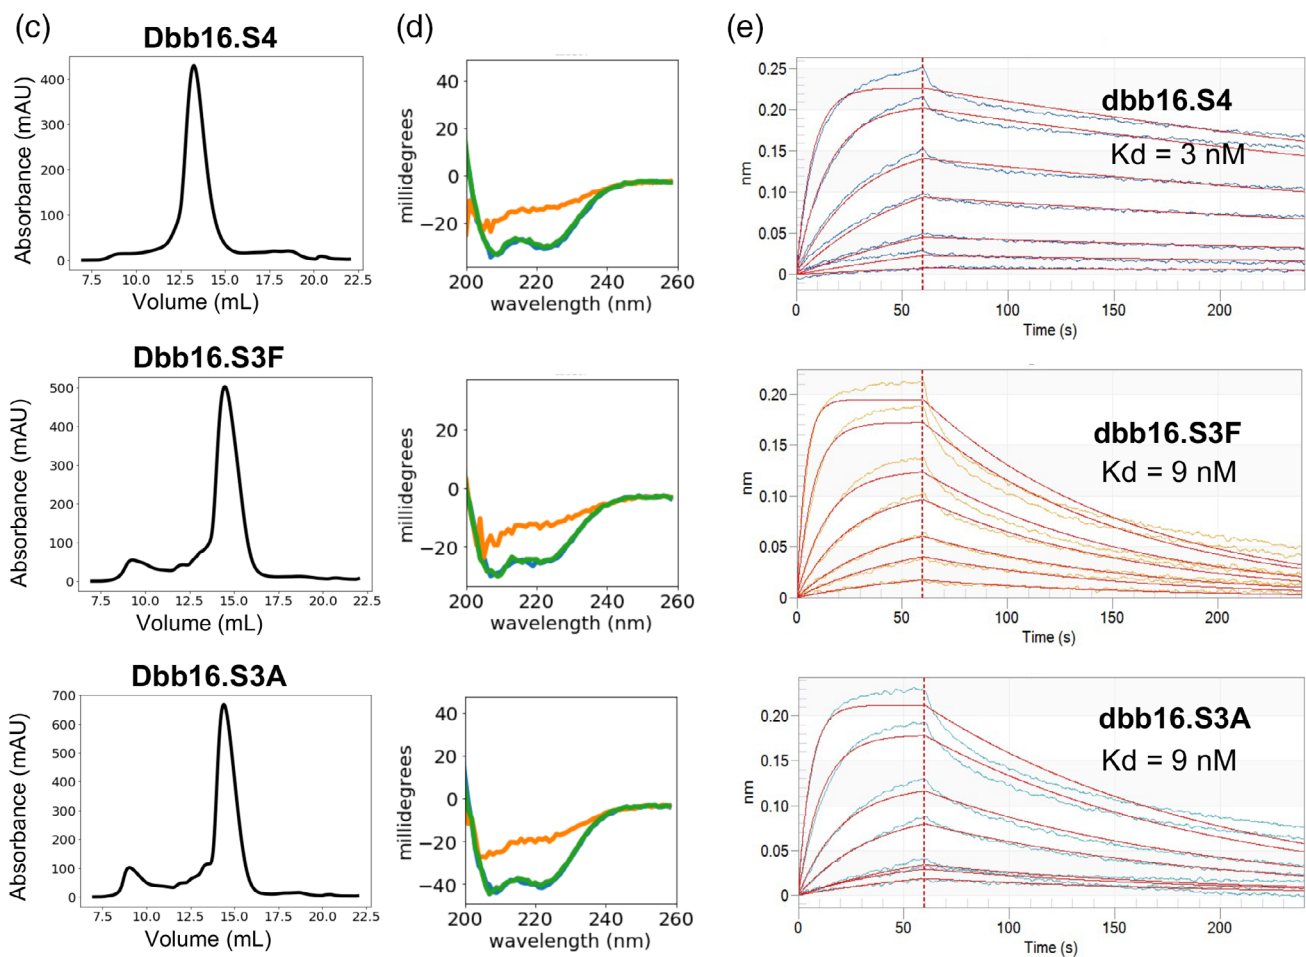 (c)
Dbb16.S4
Absorbance (mAU)
400
300
200
100
0
7.5 10.0 12.5 15.0 17.5 20.0 22.5
Volume (mL)
(d)
millidegrees
40
20
0
−20
200 220 240 260
wavelength (nm)
(e)
nm
0.25
0.20
0.15
0.10
0.05
0
dbb16.S4
Kd = 3 nM
0 50 100 150 200
Time (s)
Dbb16.S3F
Absorbance (mAU)
500
400
300
200
100
0
7.5 10.0 12.5 15.0 17.5 20.0 22.5
Volume (mL)
millidegrees
20
0
−20
200 220 240 260
wavelength (nm)
nm
0.20
0.15
0.10
0.05
0
dbb16.S3F
Kd = 9 nM
0 50 100 150 200
Time (s)
Dbb16.S3A
Absorbance (mAU)
700
600
500
400
300
200
100
0
7.5 10.0 12.5 15.0 17.5 20.0 22.5
Volume (mL)
millidegrees
40
20
0
−20
−40
200 220 240 260
wavelength (nm)
nm
0.20
0.15
0.10
0.05
0
dbb16.S3A
Kd = 9 nM
0 50 100 150 200
Time (s)